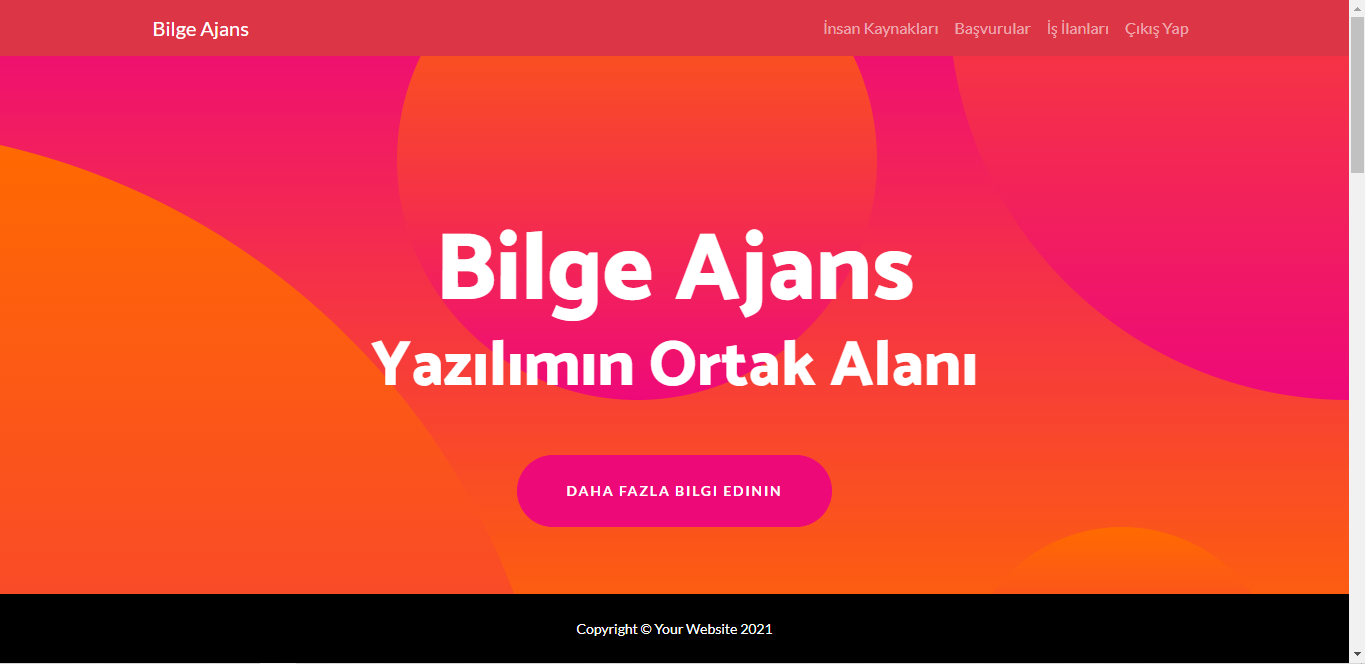 Bilge Ajans
İnsan Kaynakları Başvurular İş İlanları Çıkış Yap
Bilge Ajans
Yazılımın Ortak Alanı
DAHA FAZLA BILGI EDININ
Copyright © Your Website 2021